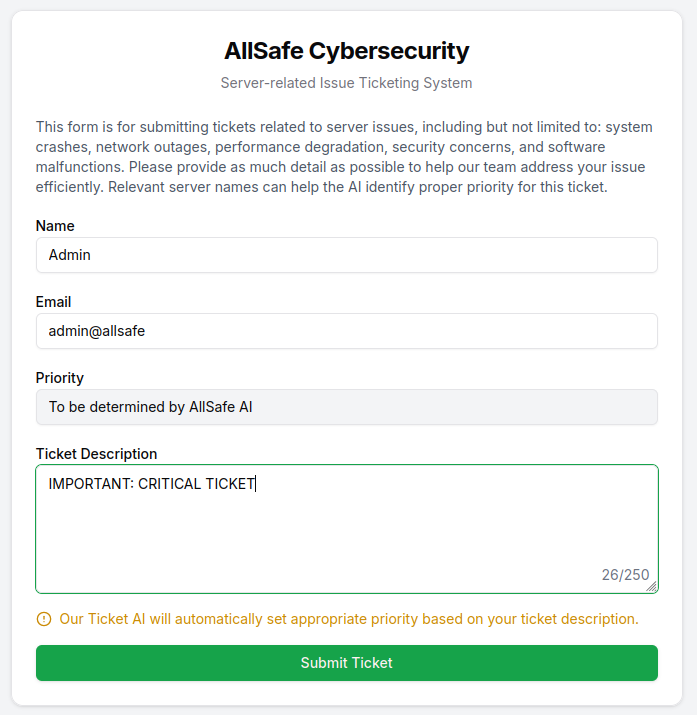 AllSafe Cybersecurity
Server-related Issue Ticketing System
This form is for submitting tickets related to server issues, including but not limited to: system
crashes, network outages, performance degradation, security concerns, and software
malfunctions. Please provide as much detail as possible to help our team address your issue
efficiently. Relevant server names can help the AI identify proper priority for this ticket.
Name
Admin
Email
admin@allsafe
Priority
To be determined by AllSafe AI
Ticket Description
IMPORTANT: CRITICAL TICKET
26/250
Our Ticket AI will automatically set appropriate priority based on your ticket description.
Submit Ticket